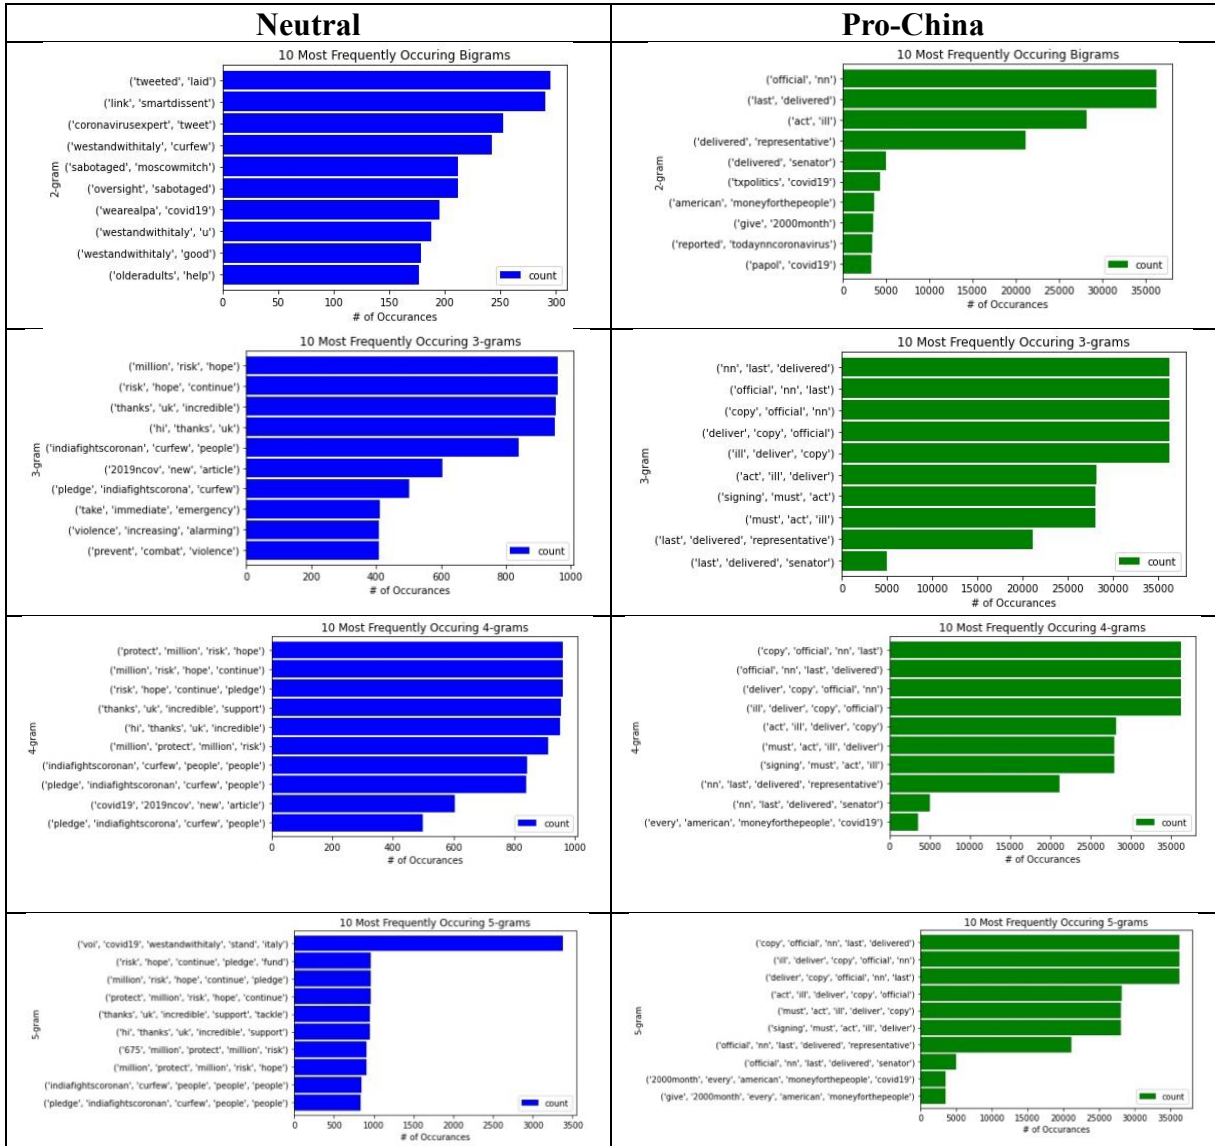 Neutral
Pro-China
10 Most Frequently Occuring Bigrams
2-gram
('tweeted', 'laid')
('link', 'smartdissent')
('coronavirusexpert', 'tweet')
('westandwithitaly', 'curfew')
('sabotaged', 'moscowmitch')
('oversight', 'sabotaged')
('wearealpa', 'covid19')
('westandwithitaly', 'u')
('westandwithitaly', 'good')
('olderadults', 'help')
count
0 50 100 150 200 250 300
# of Occurances
10 Most Frequently Occuring Bigrams
2-gram
('official', 'nn')
('last', 'delivered')
('act', 'ill')
('delivered', 'representative')
('delivered', 'senator')
('txpolitics', 'covid19')
('american', 'moneyforthepeople')
('give', '2000month')
('reported', 'todaynncoronavirus')
('papol', 'covid19')
count
0 5000 10000 15000 20000 25000 30000 35000
# of Occurances
10 Most Frequently Occuring 3-grams
3-gram
('million', 'risk', 'hope')
('risk', 'hope', 'continue')
('thanks', 'uk', 'incredible')
('hi', 'thanks', 'uk')
('indiafightscoronan', 'curfew', 'people')
('2019ncov', 'new', 'article')
('pledge', 'indiafightscorona', 'curfew')
('take', 'immediate', 'emergency')
('violence', 'increasing', 'alarming')
('prevent', 'combat', 'violence')
count
0 200 400 600 800 1000
# of Occurances
10 Most Frequently Occuring 3-grams
3-gram
('nn', 'last', 'delivered')
('official', 'nn', 'last')
('copy', 'official', 'nn')
('deliver', 'copy', 'official')
('ill', 'deliver', 'copy')
('act', 'ill', 'deliver')
('signing', 'must', 'act')
('must', 'act', 'ill')
('last', 'delivered', 'representative')
('last', 'delivered', 'senator')
count
0 5000 10000 15000 20000 25000 30000 35000
# of Occurances
10 Most Frequently Occuring 4-grams
4-gram
('protect', 'million', 'risk', 'hope')
('million', 'risk', 'hope', 'continue')
('risk', 'hope', 'continue', 'pledge')
('thanks', 'uk', 'incredible', 'support')
('hi', 'thanks', 'uk', 'incredible')
('million', 'protect', 'million', 'risk')
('indiafightscoronan', 'curfew', 'people', 'people')
('pledge', 'indiafightscoronan', 'curfew', 'people')
('covid19', '2019ncov', 'new', 'article')
('pledge', 'indiafightscorona', 'curfew', 'people')
count
0 200 400 600 800 1000
# of Occurances
10 Most Frequently Occuring 4-grams
4-gram
('copy', 'official', 'nn', 'last')
('official', 'nn', 'last', 'delivered')
('deliver', 'copy', 'official', 'nn')
('ill', 'deliver', 'copy', 'official')
('act', 'ill', 'deliver', 'copy')
('must', 'act', 'ill', 'deliver')
('signing', 'must', 'act', 'ill')
('nn', 'last', 'delivered', 'representative')
('nn', 'last', 'delivered', 'senator')
('every', 'american', 'moneyforthepeople', 'covid19')
count
0 5000 10000 15000 20000 25000 30000 35000
# of Occurances
10 Most Frequently Occuring 5-grams
5-gram
('voi', 'covid19', 'westandwithitaly', 'stand', 'italy')
('risk', 'hope', 'continue', 'pledge', 'fund')
('million', 'risk', 'hope', 'continue', 'pledge')
('protect', 'million', 'risk', 'hope', 'continue')
('thanks', 'uk', 'incredible', 'support', 'tackle')
('hi', 'thanks', 'uk', 'incredible', 'support')
('675', 'million', 'protect', 'million', 'risk')
('million', 'protect', 'million', 'risk', 'hope')
('indiafightscoronan', 'curfew', 'people', 'people', 'people')
('pledge', 'indiafightscoronan', 'curfew', 'people', 'people')
count
0 500 1000 1500 2000 2500 3000 3500
# of Occurances
10 Most Frequently Occuring 5-grams
5-gram
('copy', 'official', 'nn', 'last', 'delivered')
('ill', 'deliver', 'copy', 'official', 'nn')
('deliver', 'copy', 'official', 'nn', 'last')
('act', 'ill', 'deliver', 'copy', 'official')
('must', 'act', 'ill', 'deliver', 'copy')
('signing', 'must', 'act', 'ill', 'deliver')
('official', 'nn', 'last', 'delivered', 'representative')
('official', 'nn', 'last', 'delivered', 'senator')
('2000month', 'every', 'american', 'moneyforthepeople', 'covid19')
('give', '2000month', 'every', 'american', 'moneyforthepeople')
count
0 5000 10000 15000 20000 25000 30000 35000
# of Occurances